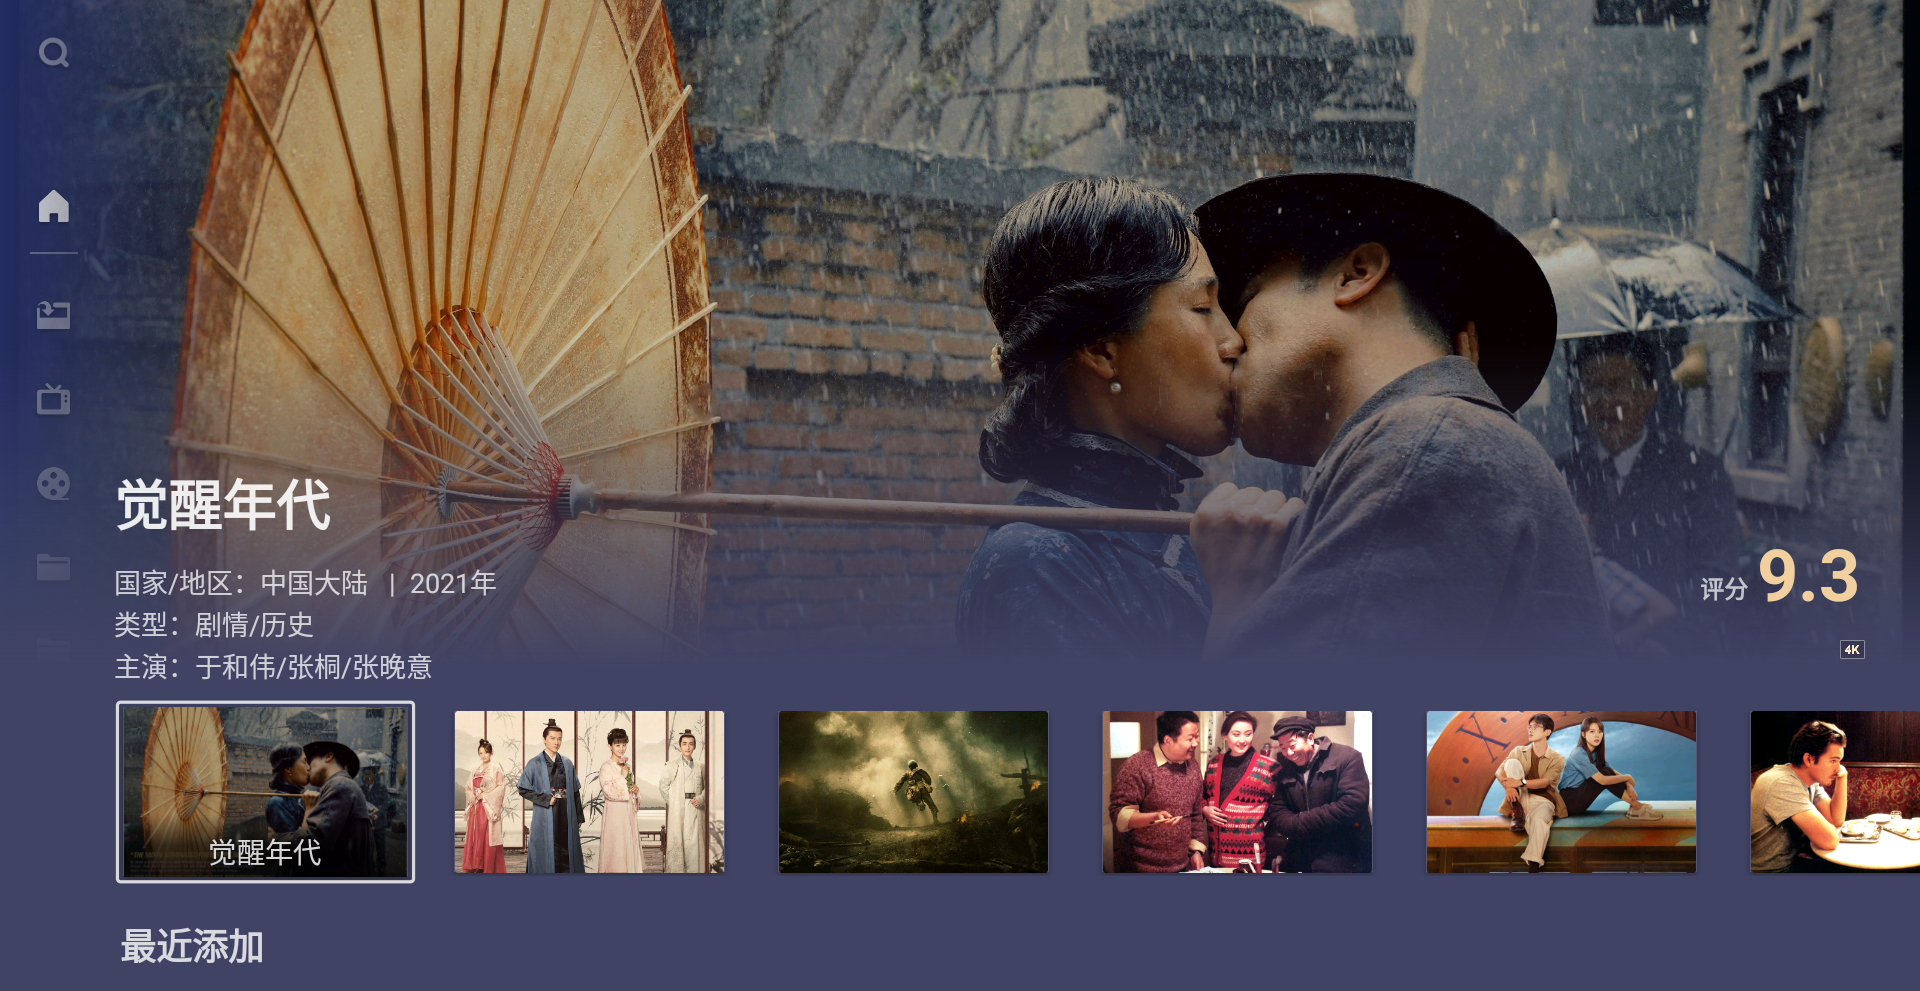 觉醒年代
国家/地区：中国大陆 | 2021年
类型：剧情/历史
主演：于和伟/张桐/张晚意
评分 9.3
4K
觉醒年代
最近添加